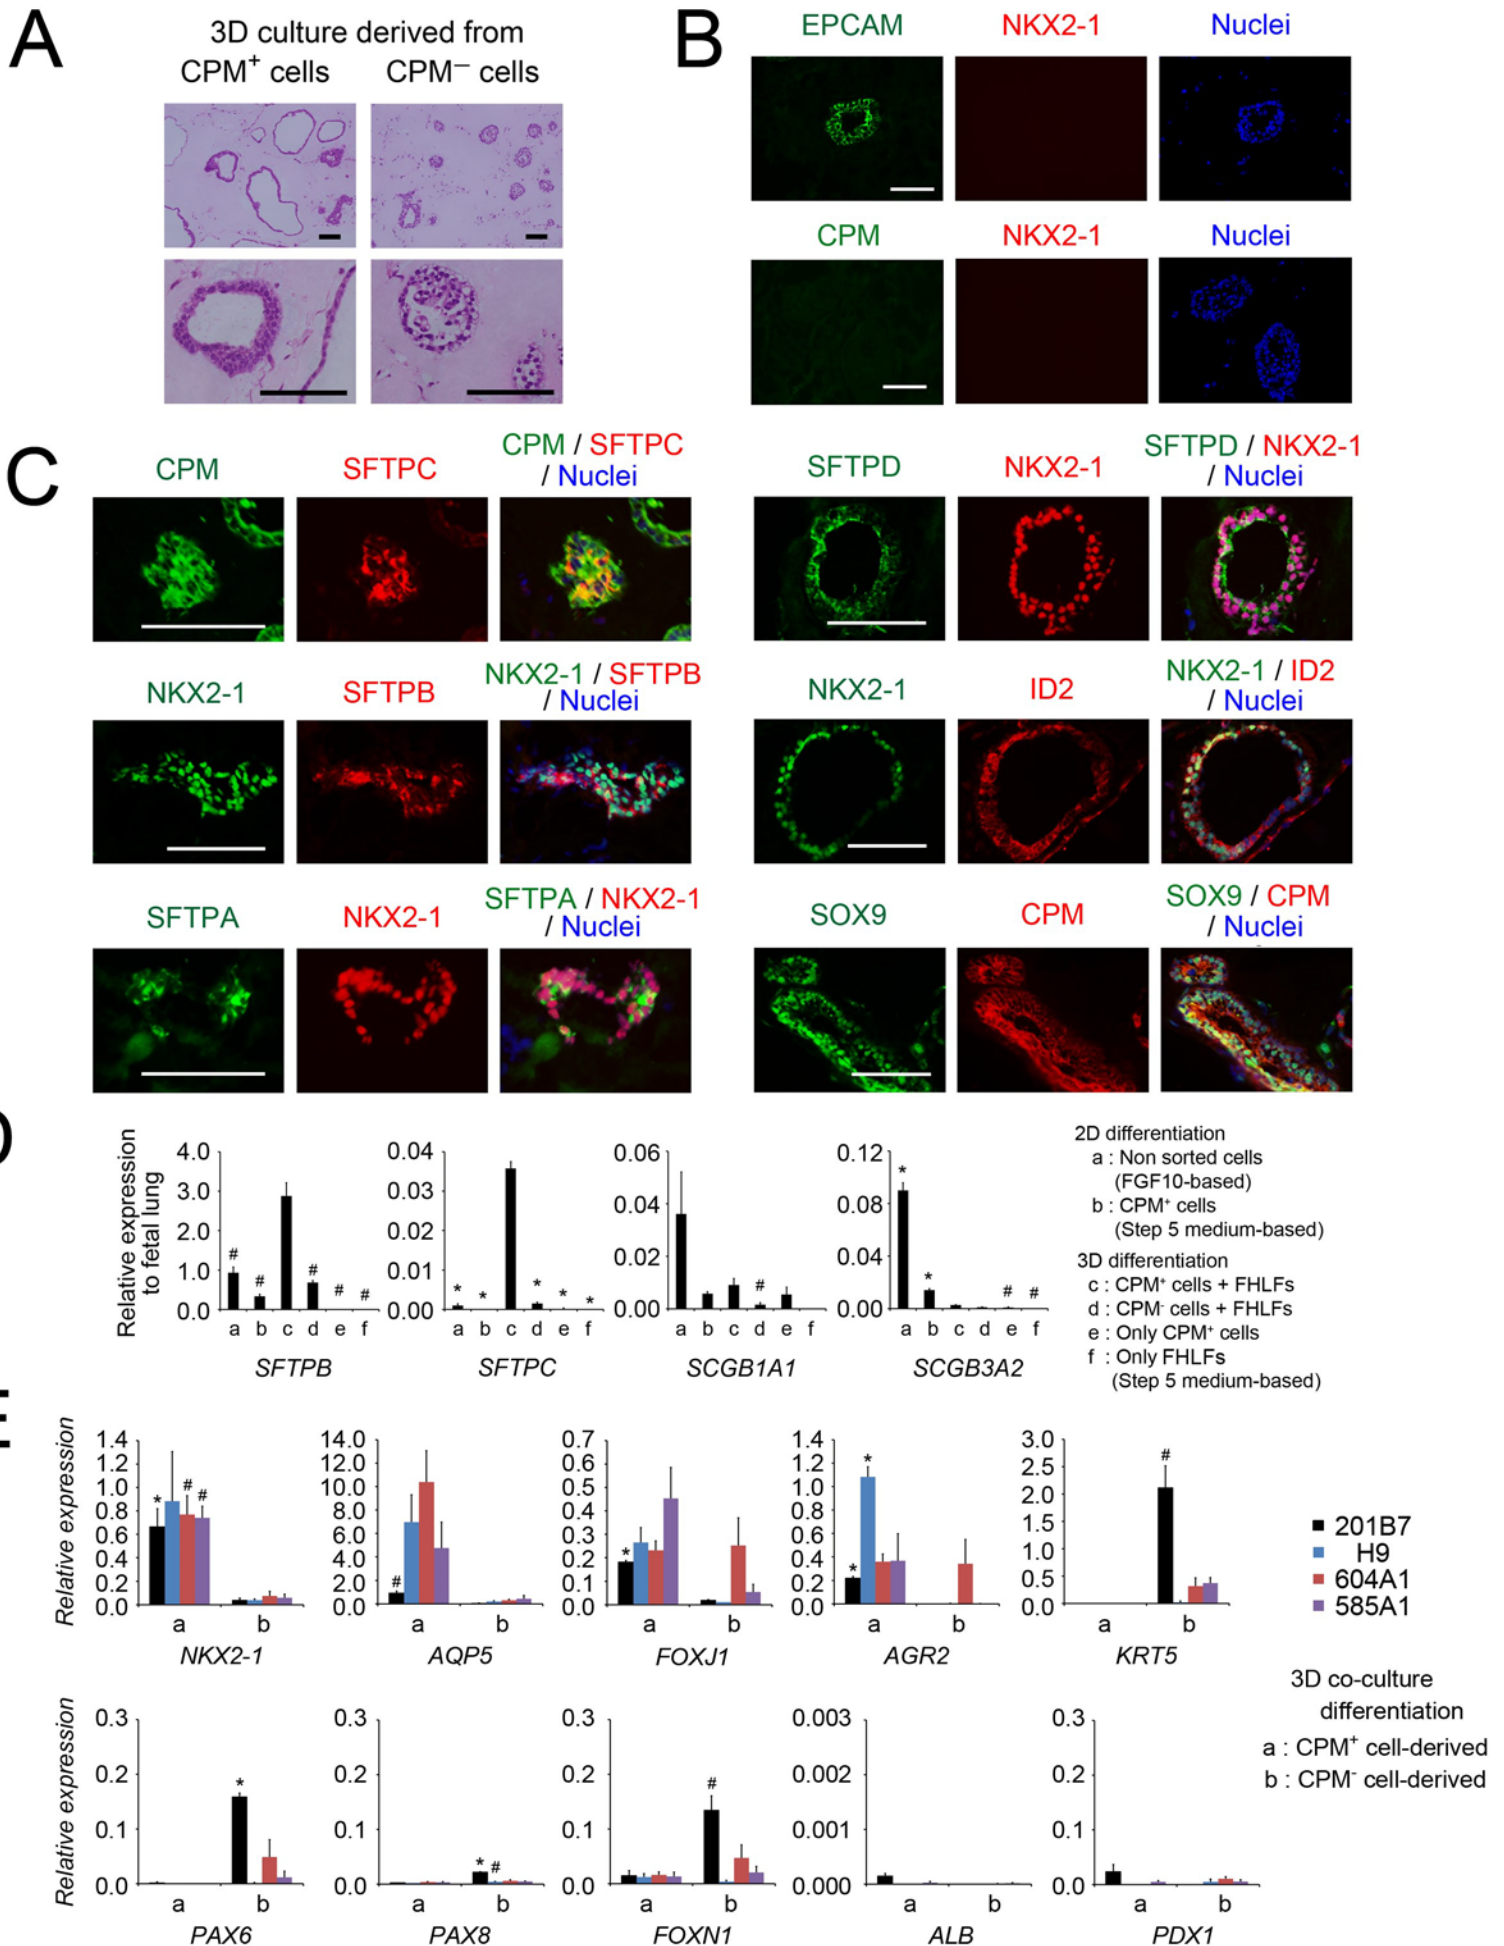 A
3D culture derived from
CPM⁺ cells
CPM⁻ cells
B
EPCAM
NKX2-1
Nuclei
CPM
NKX2-1
Nuclei
C
CPM
SFTPC
CPM / SFTPC
/ Nuclei
SFTPD
NKX2-1
SFTPD / NKX2-1
/ Nuclei
NKX2-1
SFTPB
NKX2-1 / SFTPB
/ Nuclei
NKX2-1
ID2
NKX2-1 / ID2
/ Nuclei
SFTPA
NKX2-1
SFTPA / NKX2-1
/ Nuclei
SOX9
CPM
SOX9 / CPM
/ Nuclei
D
Relative expression
to fetal lung
4.0
3.0
2.0
1.0
0.0
# # # # #
a b c d e f
SFTPB
0.04
0.03
0.02
0.01
0.00
* * * * *
a b c d e f
SFTPC
0.06
0.04
0.02
0.00
#
a b c d e f
SCGB1A1
0.12
0.08
0.04
0.00
* * # #
a b c d e f
SCGB3A2
2D differentiation
a : Non sorted cells
(FGF10-based)
b : CPM⁺ cells
(Step 5 medium-based)
3D differentiation
c : CPM⁺ cells + FHLFs
d : CPM⁻ cells + FHLFs
e : Only CPM⁺ cells
f : Only FHLFs
(Step 5 medium-based)
E
Relative expression
1.4
1.2
1.0
0.8
0.6
0.4
0.2
0.0
* # #
a b
NKX2-1
14.0
12.0
10.0
8.0
6.0
4.0
2.0
0.0
#
a b
AQP5
0.7
0.6
0.5
0.4
0.3
0.2
0.1
0.0
*
a b
FOXJ1
1.4
1.2
1.0
0.8
0.6
0.4
0.2
0.0
* *
a b
AGR2
3.0
2.5
2.0
1.5
1.0
0.5
0.0
#
a b
KRT5
201B7
H9
604A1
585A1
Relative expression
0.3
0.2
0.1
0.0
*
a b
PAX6
0.3
0.2
0.1
0.0
* #
a b
PAX8
0.3
0.2
0.1
0.0
#
a b
FOXN1
0.003
0.002
0.001
0.000
a b
ALB
0.3
0.2
0.1
0.0
a b
PDX1
3D co-culture
differentiation
a : CPM⁺ cell-derived
b : CPM⁻ cell-derived